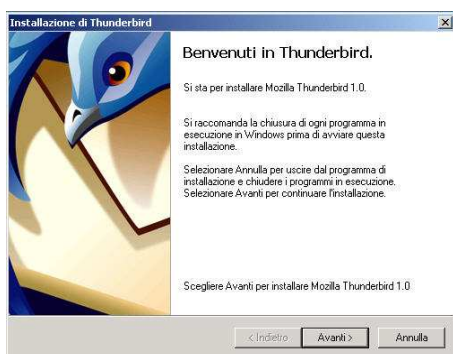 Installazione di Thunderbird
Benvenuti in Thunderbird.
Si sta per installare Mozilla Thunderbird 1.0.
Si raccomanda la chiusura di ogni programma in
esecuzione in Windows prima di avviare questa
installazione.
Selezionare Annulla per uscire dal programma di
installazione e chiudere i programmi in esecuzione.
Selezionare Avanti per continuare l'installazione.
Scegliere Avanti per installare Mozilla Thunderbird 1.0
< Indietro Avanti > Annulla